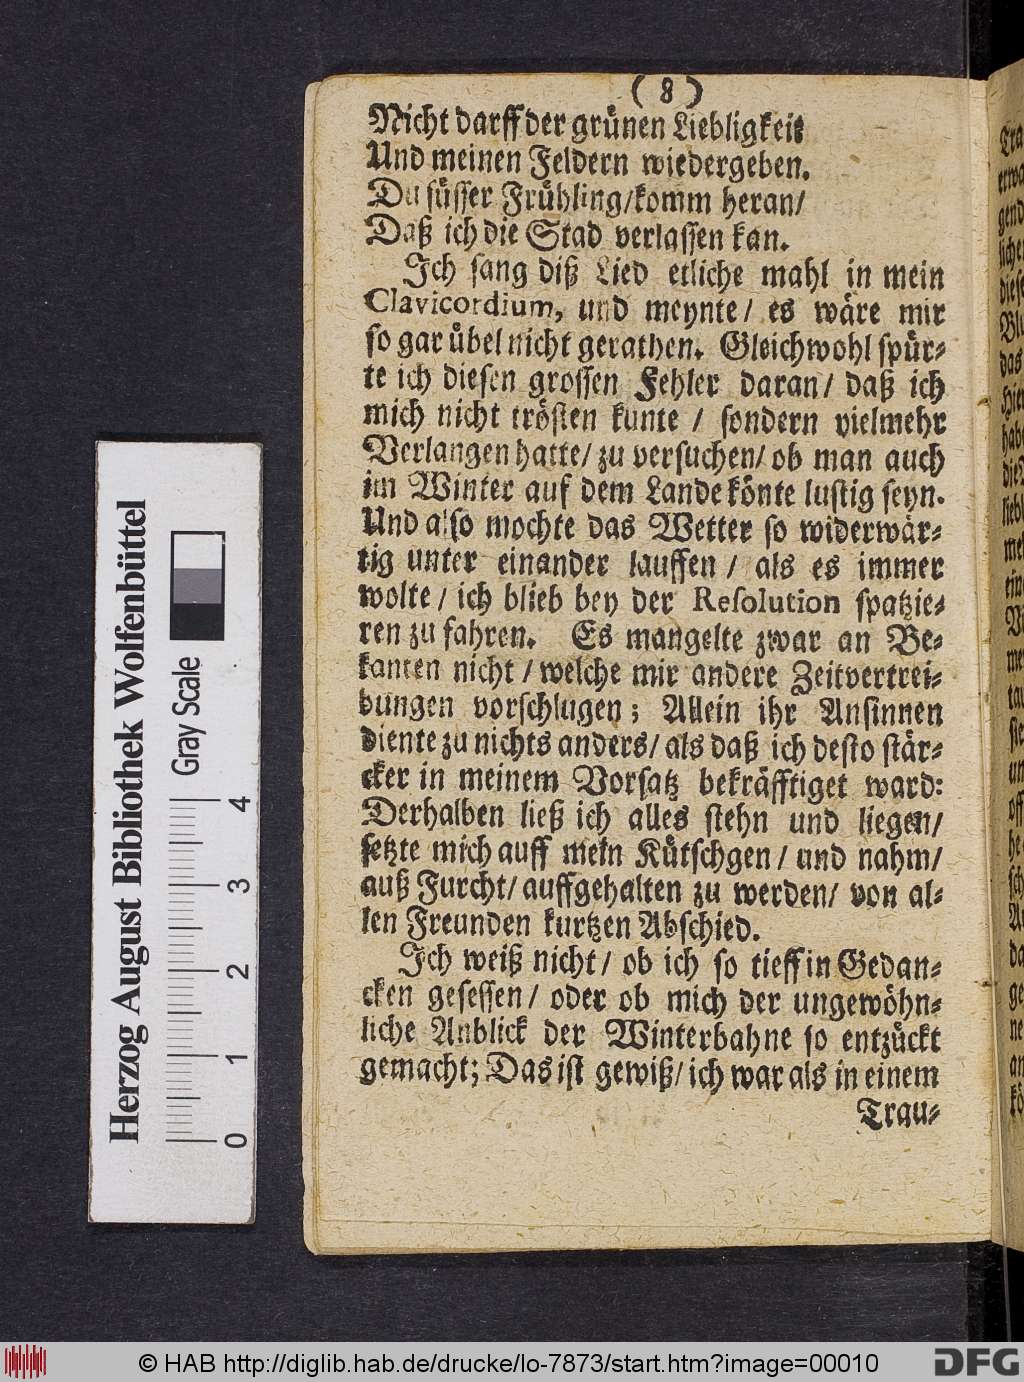 ( 8 )
Nicht darff der grünen Liebligkeit
Und meinen Feldern wiedergeben.
Du süsser Frühling/komm heran/
Daß ich die Stad verlassen kan.
Ich sang diß Lied etliche mahl in mein
Clavicordium, und meynte/ es wäre mir
so gar übel nicht gerathen. Gleichwohl spür-
te ich diesen grossen Fehler daran/ daß ich
mich nicht trösten kunte / sondern vielmehr
Verlangen hatte/ zu versuchen/ ob man auch
im Winter auf dem Lande könte lustig seyn.
Und also mochte das Wetter so widerwär-
tig unter einander lauffen / als es immer
wolte / ich blieb bey der Resolution spatzie-
ren zu fahren. Es mangelte zwar an Be-
kanten nicht / welche mir andere Zeitvertrei-
bungen vorschlugen; Allein ihr Ansinnen
diente zu nichts anders/ als daß ich desto stär-
cker in meinem Vorsatz bekräfftiget ward:
Derhalben ließ ich alles stehn und liegen/
setzte mich auff mein Kütschgen / und nahm/
auß Furcht/ auffgehalten zu werden/ von al-
len Freunden kurtzen Abschied.
Ich weiß nicht/ ob ich so tieff in Gedan-
cken gesessen/ oder ob mich der ungewöhn-
liche Anblick der Winterbahne so entzückt
gemacht; Das ist gewiß/ ich war als in einem
Trau-
Herzog August Bibliothek Wolfenbüttel
Gray Scale
0 1 2 3 4
© HAB http://diglib.hab.de/drucke/lo-7873/start.htm?image=00010
DFG